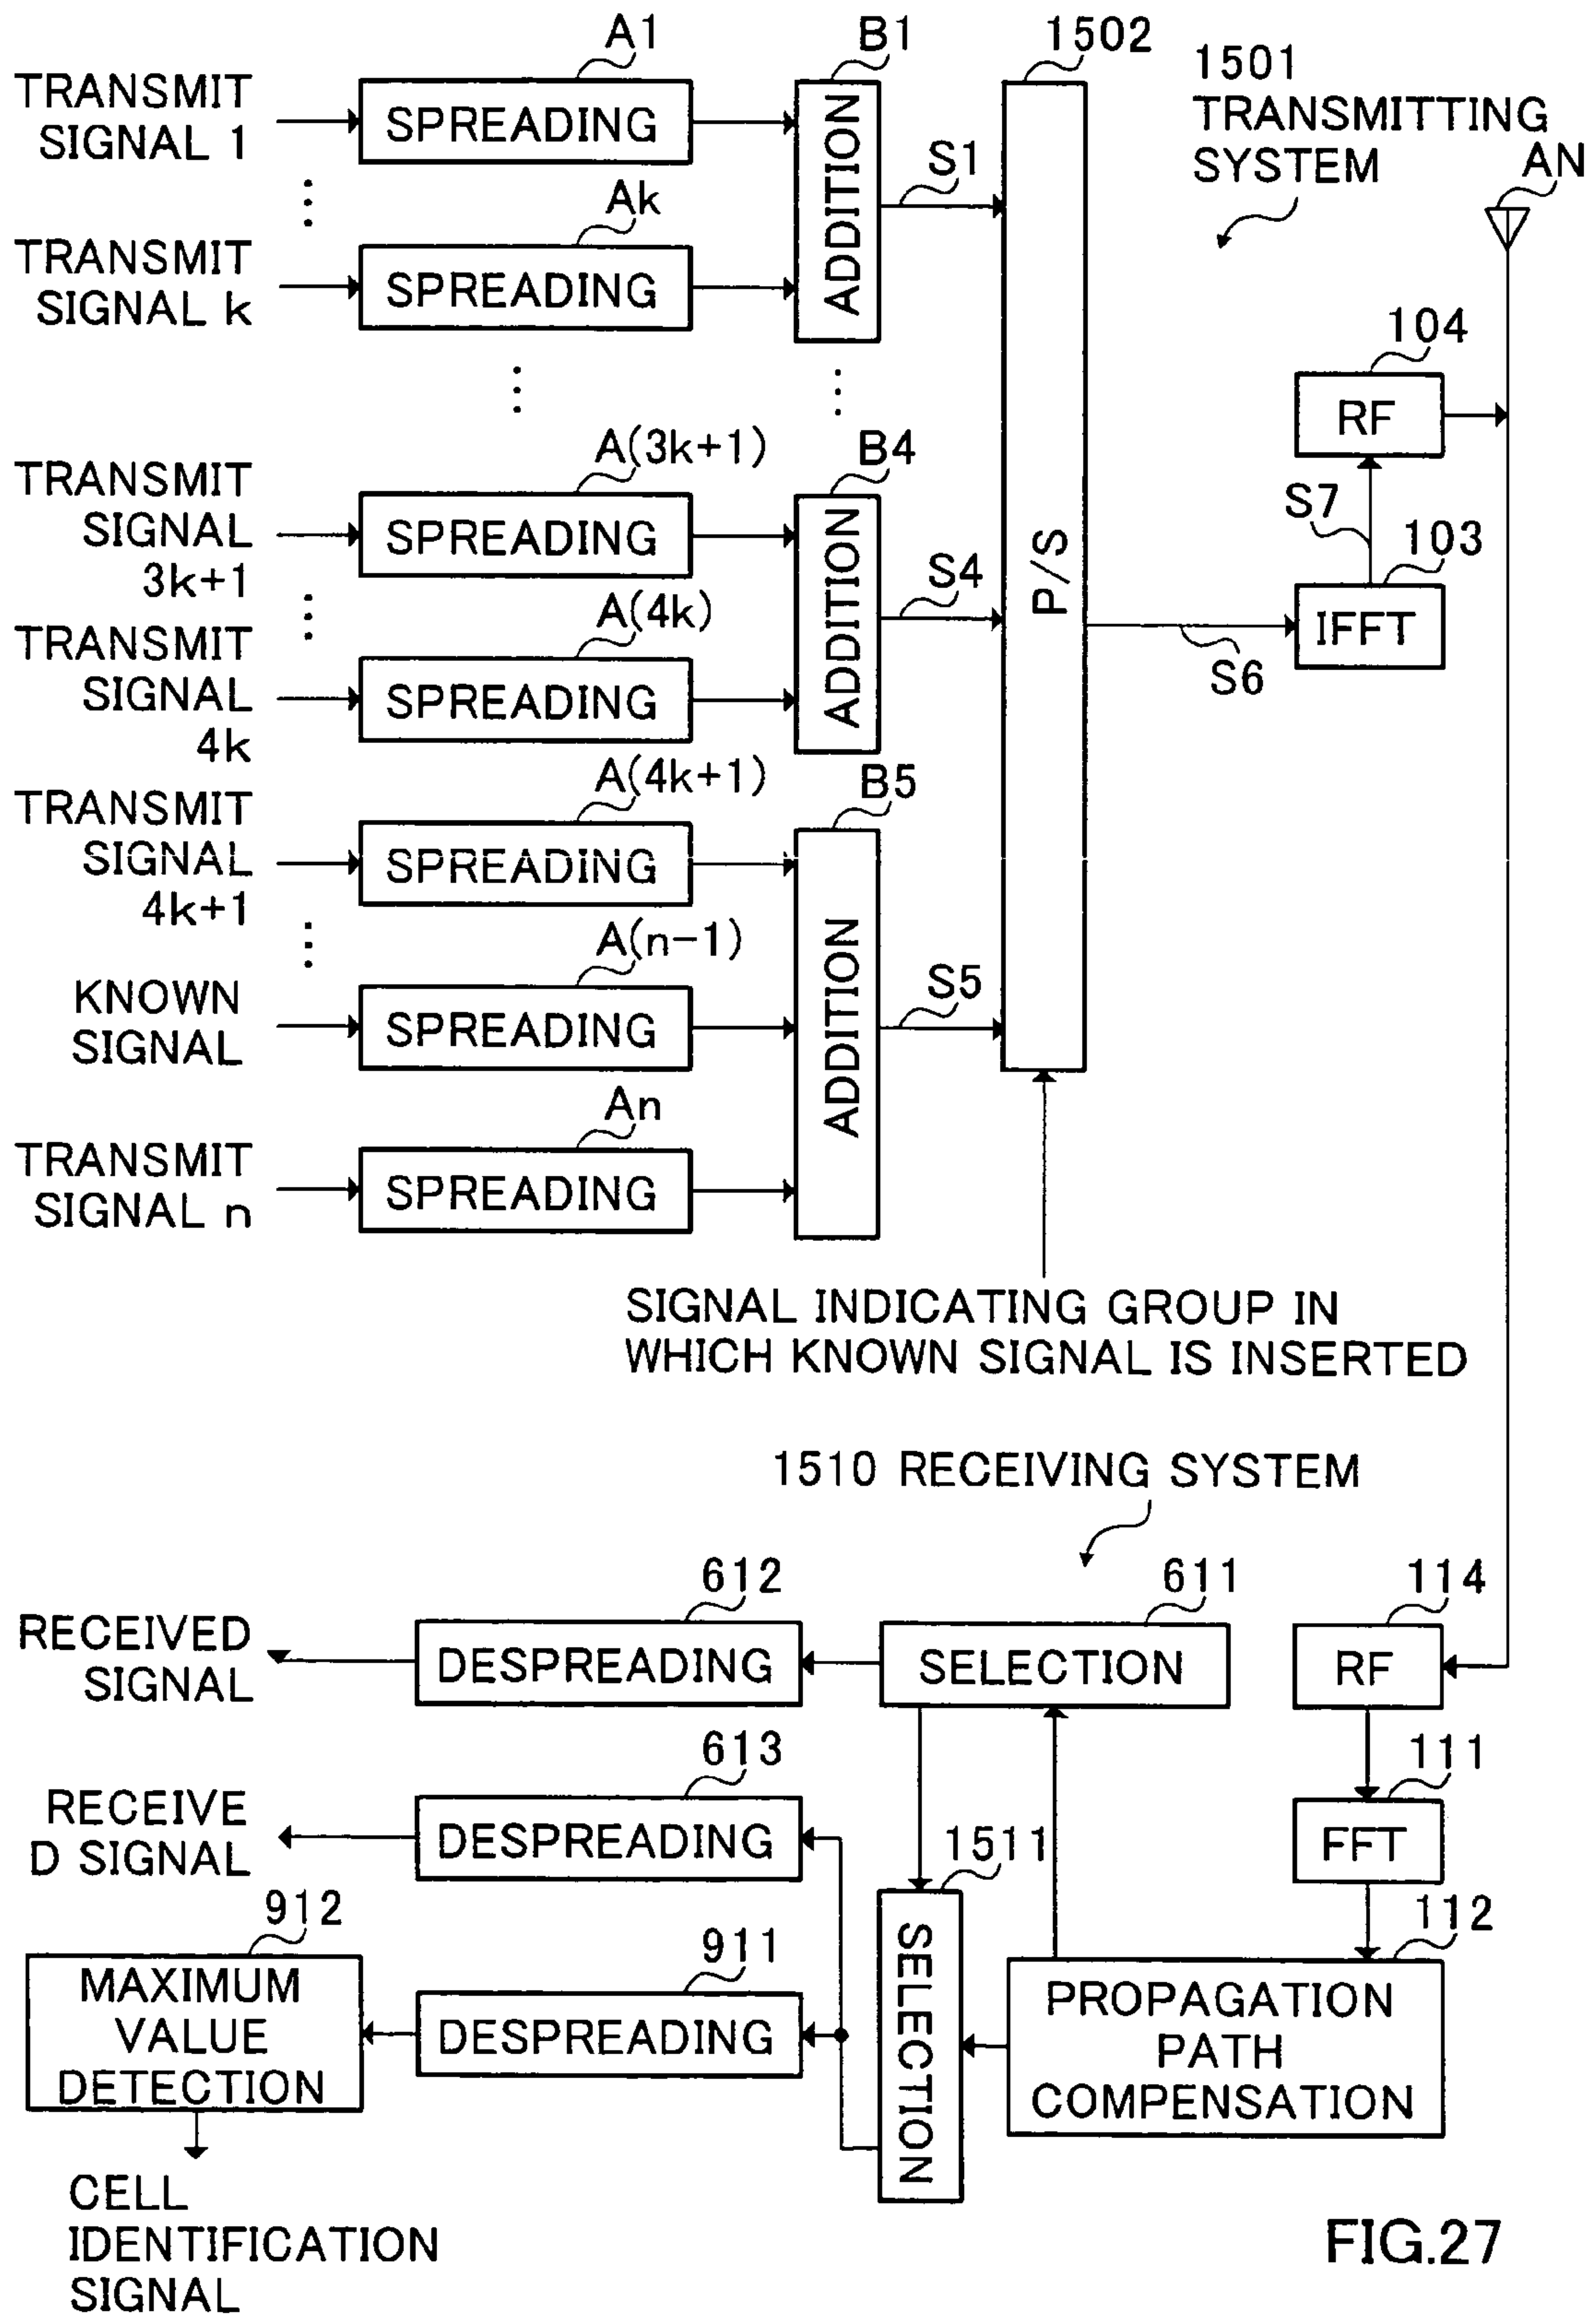 A1
B1
1502
1501
TRANSMITTING
SYSTEM
AN
TRANSMIT
SIGNAL 1
SPREADING
ADDITION
S1
Ak
TRANSMIT
SIGNAL k
SPREADING
104
RF
A(3k+1)
B4
TRANSMIT
SIGNAL
3k+1
SPREADING
ADDITION
S4
P/S
S7
103
IFFT
S6
A(4k)
TRANSMIT
SIGNAL
4k
SPREADING
A(4k+1)
B5
TRANSMIT
SIGNAL
4k+1
SPREADING
A(n-1)
ADDITION
S5
KNOWN
SIGNAL
SPREADING
An
TRANSMIT
SIGNAL n
SPREADING
SIGNAL INDICATING GROUP IN
WHICH KNOWN SIGNAL IS INSERTED
1510 RECEIVING SYSTEM
612
611
114
RECEIVED
SIGNAL
DESPREADING
SELECTION
RF
613
111
RECEIVE
D SIGNAL
DESPREADING
1511
FFT
912
911
SELECTION
112
MAXIMUM
VALUE
DETECTION
DESPREADING
PROPAGATION
PATH
COMPENSATION
CELL
IDENTIFICATION
SIGNAL
FIG.27